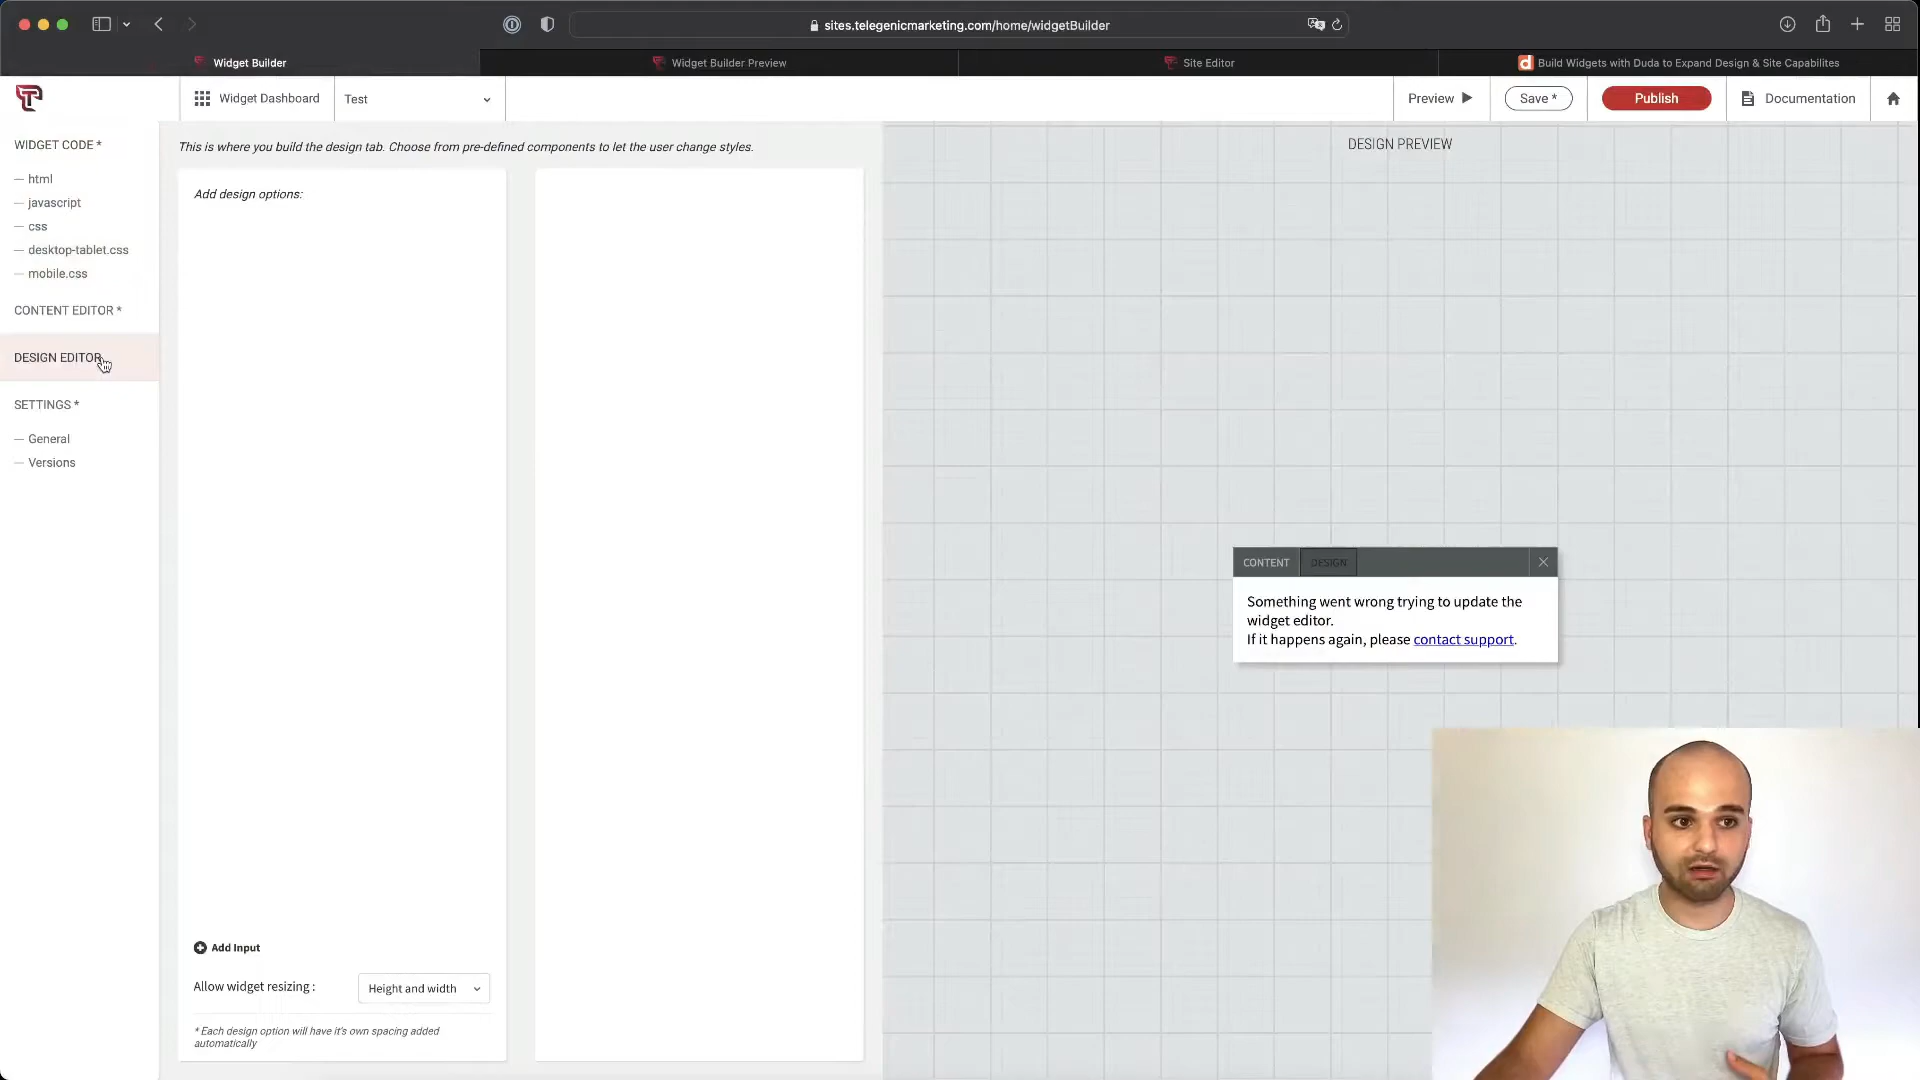 sites.telegenicmarketing.com/home/widgetBuilder
Widget Builder
Widget Builder Preview
Site Editor
Build Widgets with Duda to Expand Design & Site Capabilites
Widget Dashboard
Test
Preview
Save *
Publish
Documentation
WIDGET CODE *
html
javascript
css
desktop-tablet.css
mobile.css
CONTENT EDITOR *
DESIGN EDITOR
SETTINGS *
General
Versions
This is where you build the design tab. Choose from pre-defined components to let the user change styles.
Add design options:
Add Input
Allow widget resizing :
Height and width
* Each design option will have it's own spacing added
automatically
DESIGN PREVIEW
CONTENT
DESIGN
Something went wrong trying to update the
widget editor.
If it happens again, please contact support.